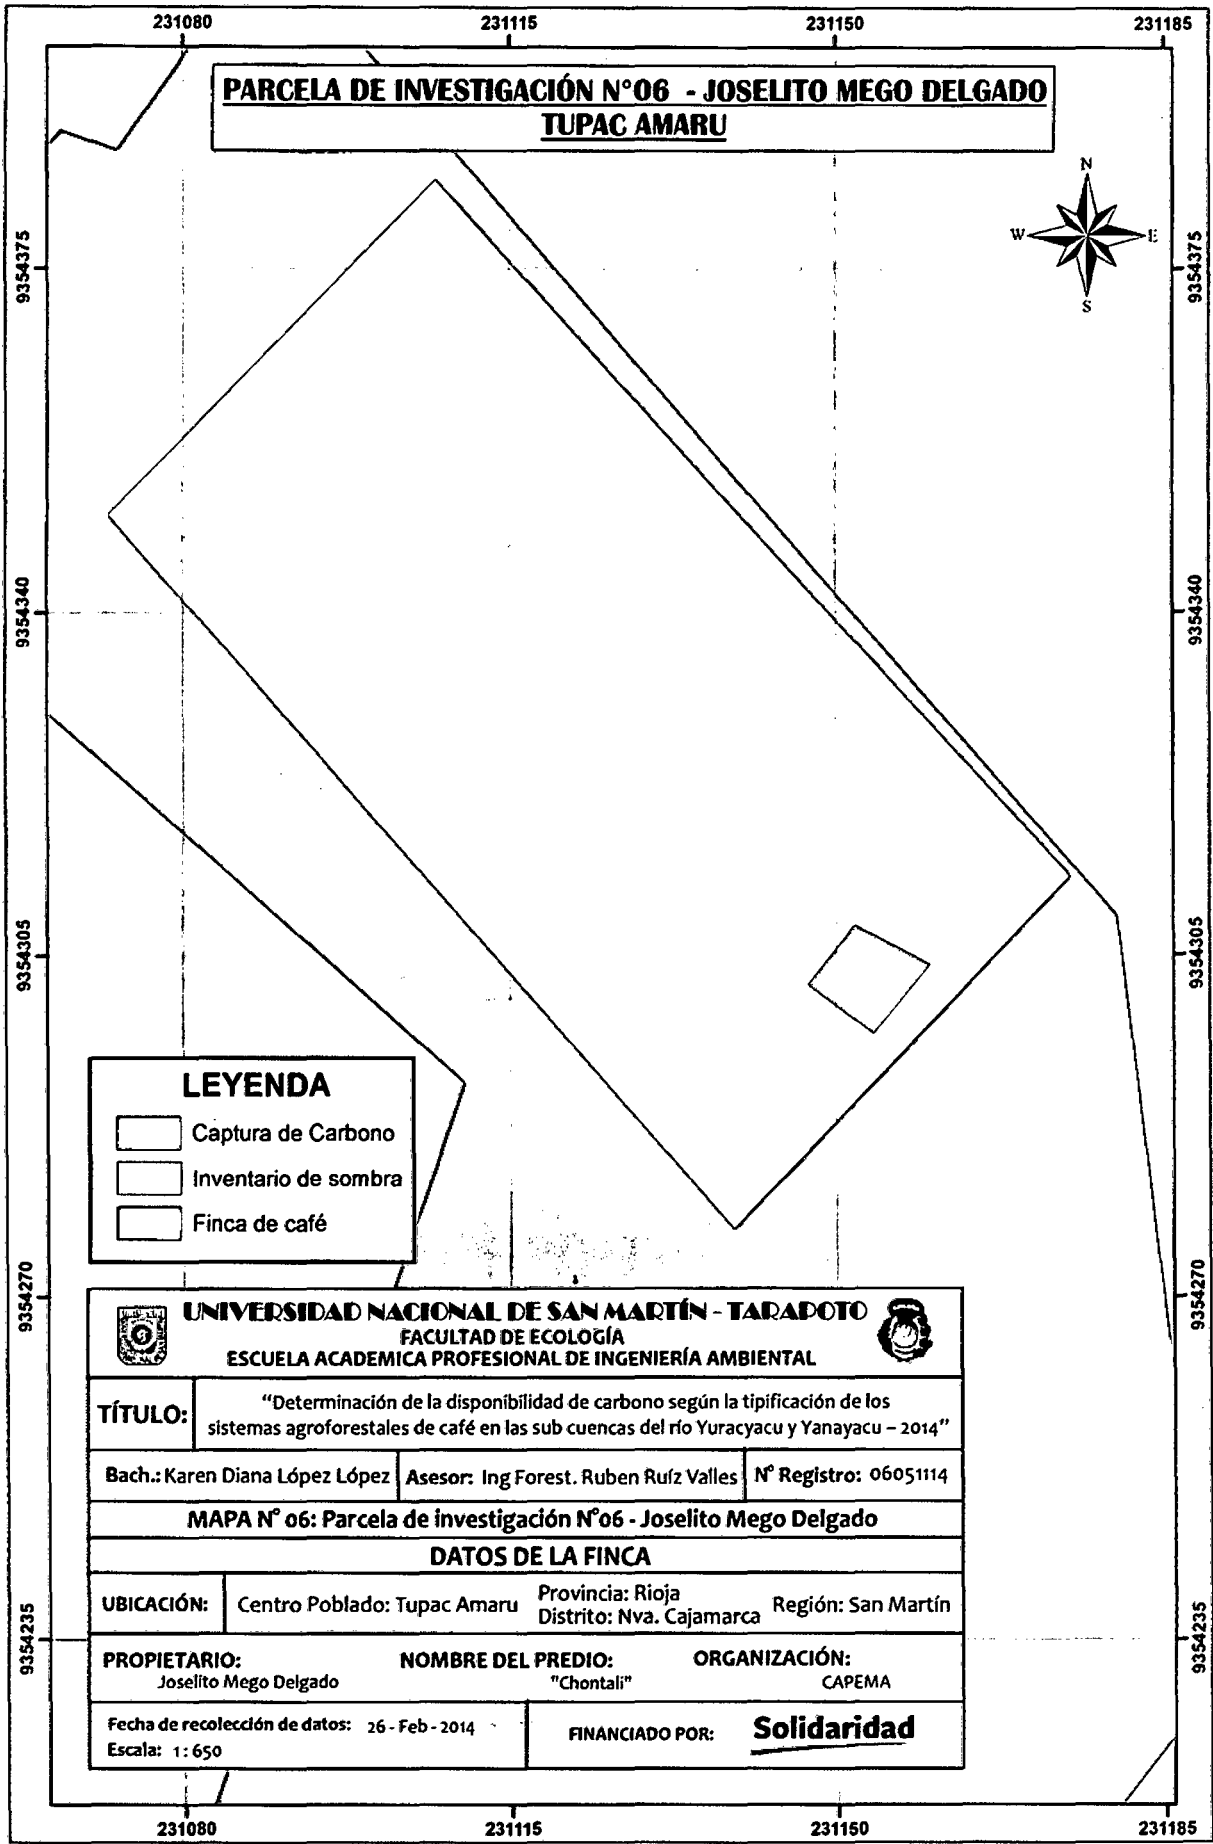 231080 231115 231150 231185
PARCELA DE INVESTIGACIÓN N°06 - JOSELITO MEGO DELGADO
TUPAC AMARU
N
W E
S
9354375 9354375
9354340 9354340
9354305 9354305
LEYENDA
Captura de Carbono
Inventario de sombra
Finca de café
9354270 9354270
UNIVERSIDAD NACIONAL DE SAN MARTÍN - TARAPOTO
FACULTAD DE ECOLOGÍA
ESCUELA ACADEMICA PROFESIONAL DE INGENIERÍA AMBIENTAL
TÍTULO:
"Determinación de la disponibilidad de carbono según la tipificación de los
sistemas agroforestales de café en las sub cuencas del río Yuracyacu y Yanayacu – 2014"
Bach.: Karen Diana López López Asesor: Ing Forest. Ruben Ruíz Valles N° Registro: 06051114
MAPA N° 06: Parcela de investigación N°06 - Joselito Mego Delgado
DATOS DE LA FINCA
UBICACIÓN: Centro Poblado: Tupac Amaru Provincia: Rioja
Distrito: Nva. Cajamarca Región: San Martín
9354235 9354235
PROPIETARIO: NOMBRE DEL PREDIO: ORGANIZACIÓN:
Joselito Mego Delgado "Chontali" CAPEMA
Fecha de recolección de datos: 26 - Feb - 2014
Escala: 1 : 650
FINANCIADO POR: Solidaridad
231080 231115 231150 231185